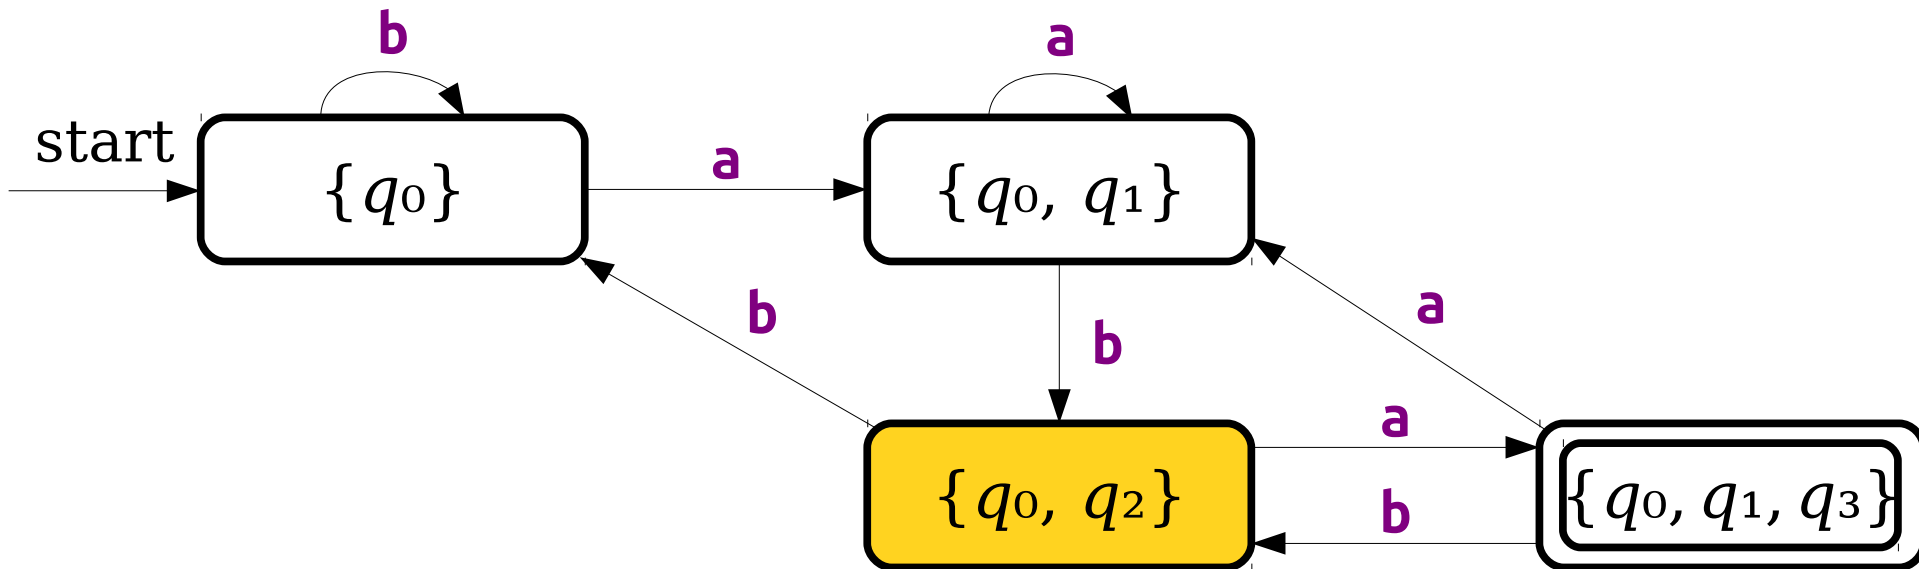 b
a
start
{q₀}
a
{q₀, q₁}
b
b
a
{q₀, q₂}
a
b
{q₀, q₁, q₃}